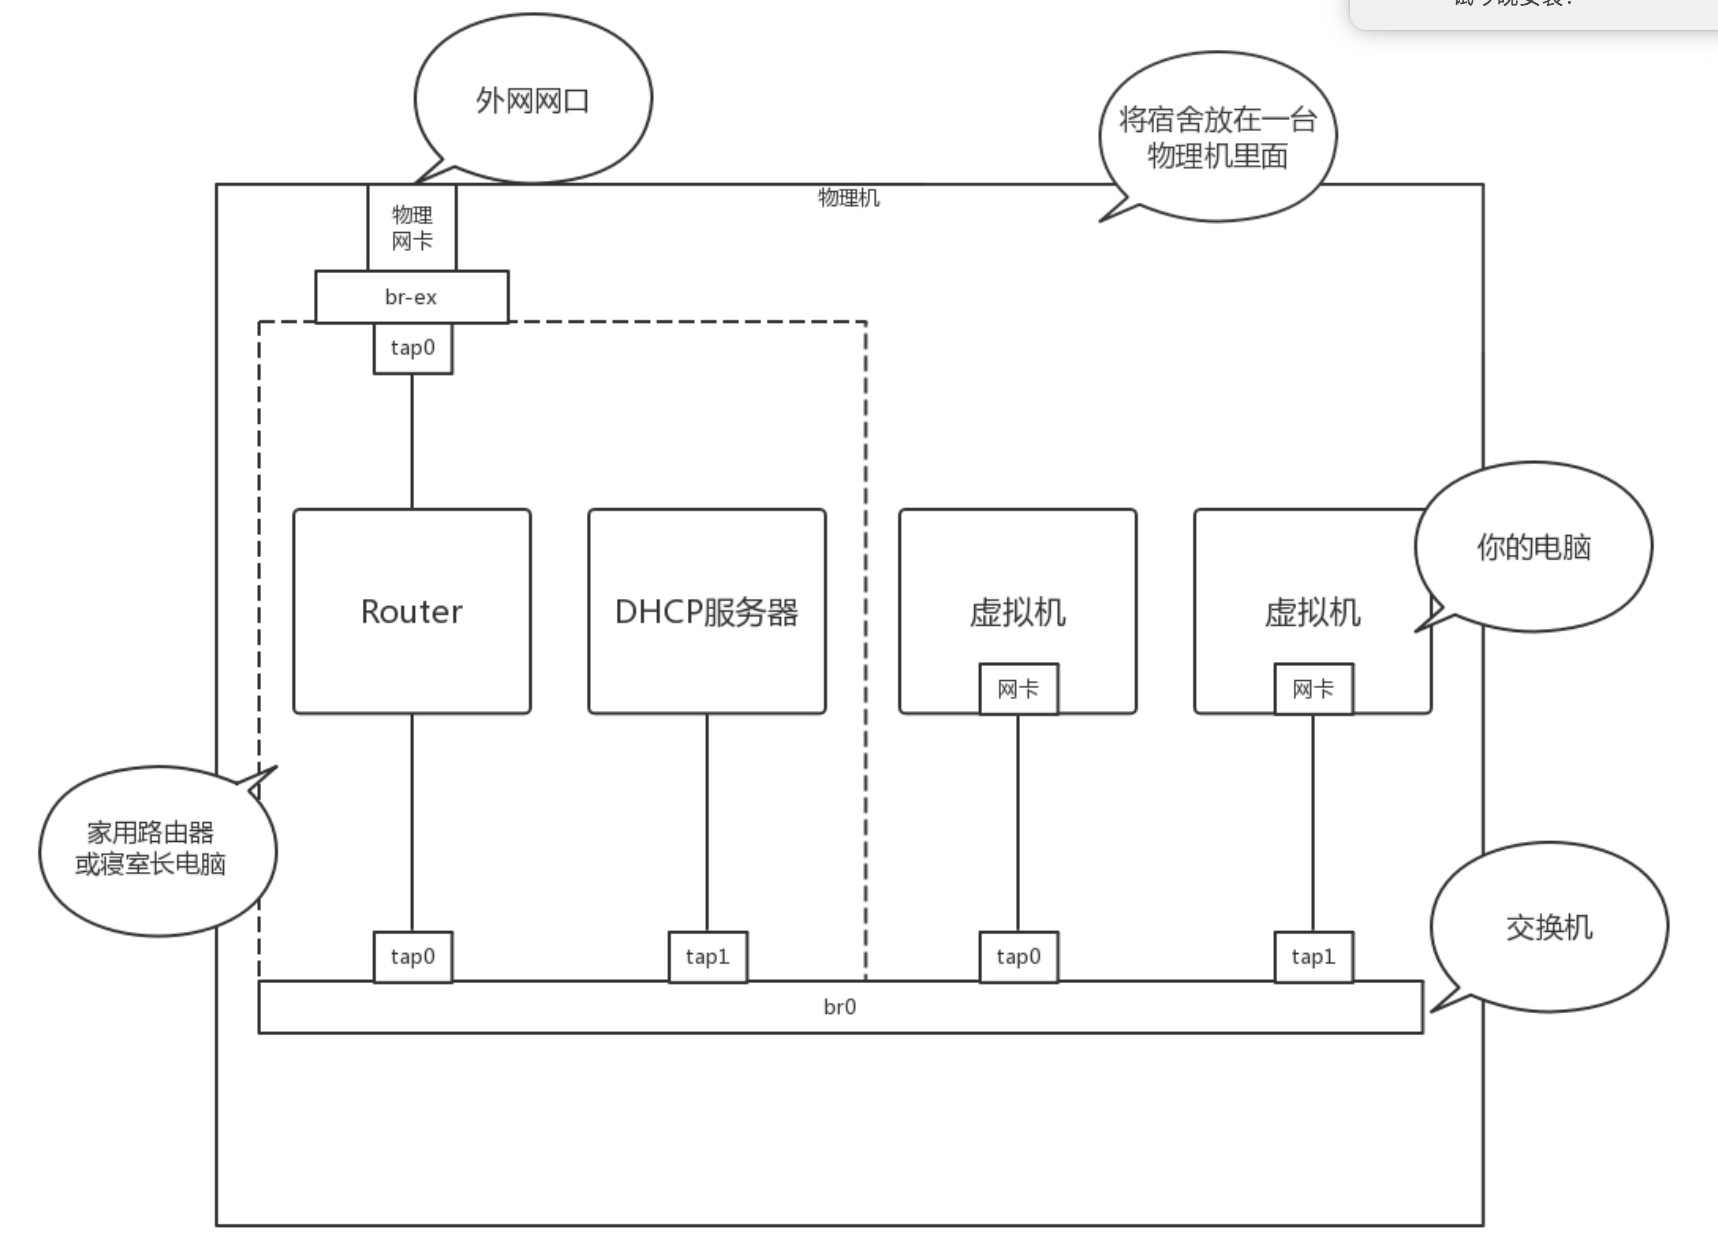 外网网口
将宿舍放在一台
物理机里面
物理机
物理
网卡
br-ex
tap0
Router
DHCP服务器
虚拟机
虚拟机
你的电脑
网卡
网卡
家用路由器
或寝室长电脑
交换机
tap0
tap1
tap0
tap1
br0